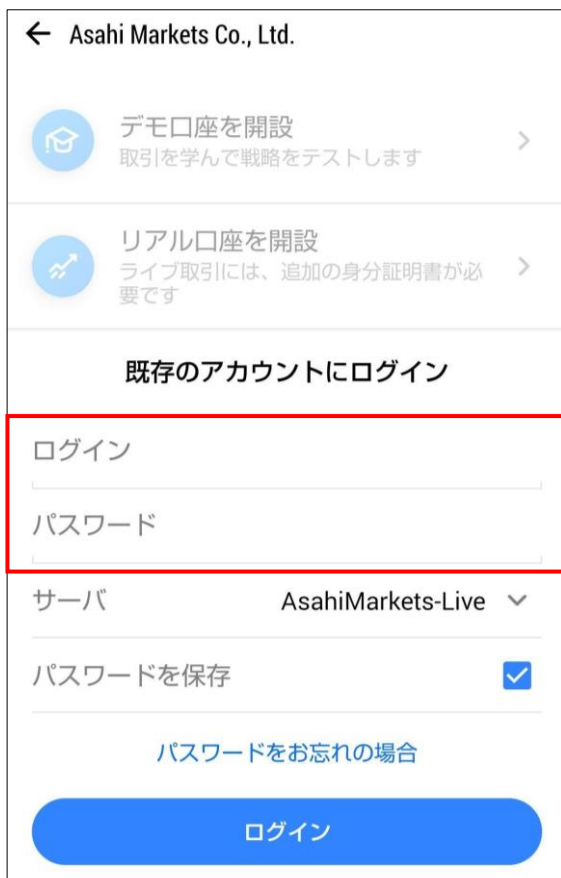 Asahi Markets Co., Ltd.
デモ口座を開設
取引を学んで戦略をテストします
リアル口座を開設
ライブ取引には、追加の身分証明書が必
要です
既存のアカウントにログイン
ログイン
パスワード
サーバ AsahiMarkets-Live
パスワードを保存
パスワードをお忘れの場合
ログイン